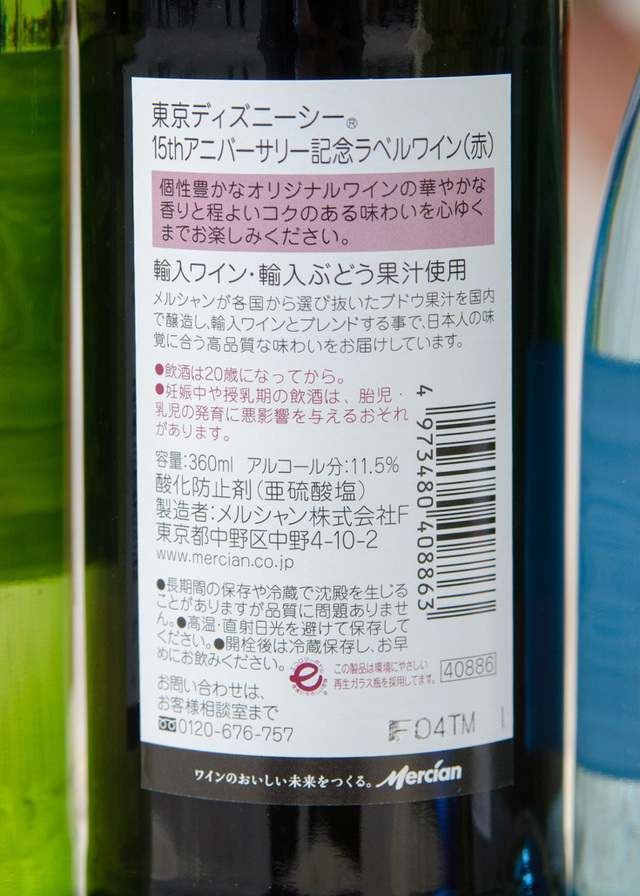 東京ディズニーシー®
15thアニバーサリー記念ラベルワイン(赤)
個性豊かなオリジナルワインの華やかな
香りと程よいコクのある味わいを心ゆく
までお楽しみください。
輸入ワイン・輸入ぶどう果汁使用
メルシャンが各国から選び抜いたブドウ果汁を国内
で醸造し、輸入ワインとブレンドする事で、日本人の味
覚に合う高品質な味わいをお届けしています。
●飲酒は20歳になってから。
●妊娠中や授乳期の飲酒は、胎児・
乳児の発育に悪影響を与えるおそれ
があります。
容量:360ml アルコール分:11.5%
酸化防止剤(亜硫酸塩)
製造者:メルシャン株式会社F
東京都中野区中野4-10-2
www.mercian.co.jp
4 973480 408863
●長期間の保存や冷蔵で沈殿を生じる
ことがありますが品質に問題ありませ
ん。●高温・直射日光を避けて保存して
ください。●開栓後は冷蔵保存し、お早
めにお飲みください。
この製品は環境にやさしい
再生ガラス瓶を採用してます。
40886
お問い合わせは、
お客様相談室まで
0120-676-757
F04TM
ワインのおいしい未来をつくる。Mercian